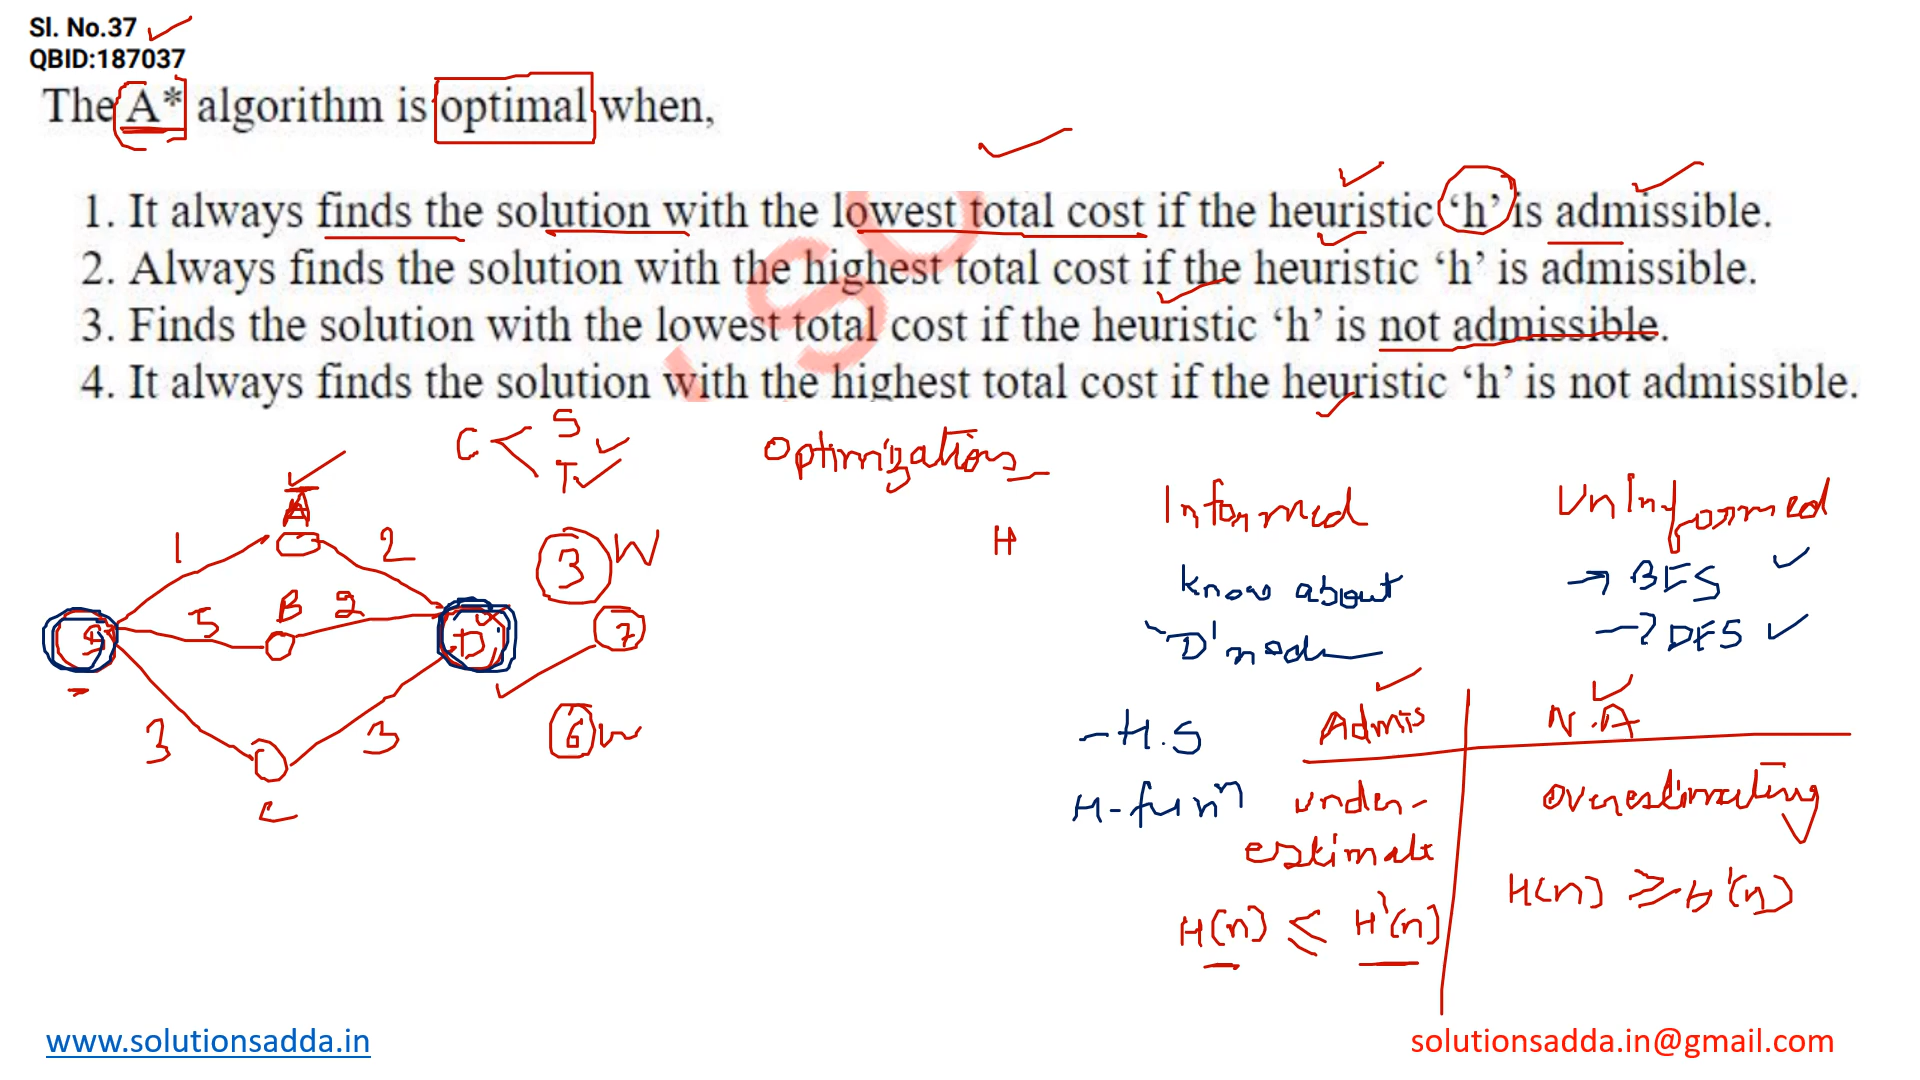 Sl. No.37
QBID:187037
The A* algorithm is optimal when,
1. It always finds the solution with the lowest total cost if the heuristic ‘h’ is admissible.
2. Always finds the solution with the highest total cost if the heuristic ‘h’ is admissible.
3. Finds the solution with the lowest total cost if the heuristic ‘h’ is not admissible.
4. It always finds the solution with the highest total cost if the heuristic ‘h’ is not admissible.
C < S
T
Optimization
A
1
2
3 W
5
B
2
S
D
7
3
3
6 W
C
H
Informed
know about
'D' node
UnInformed
→ BFS
→ DFS
- H.S
H-funⁿ
Admis
N.A
under-
estimate
overestimating
H(n) ≤ H'(n)
H(n) ≥ H'(n)
www.solutionsadda.in
solutionsadda.in@gmail.com